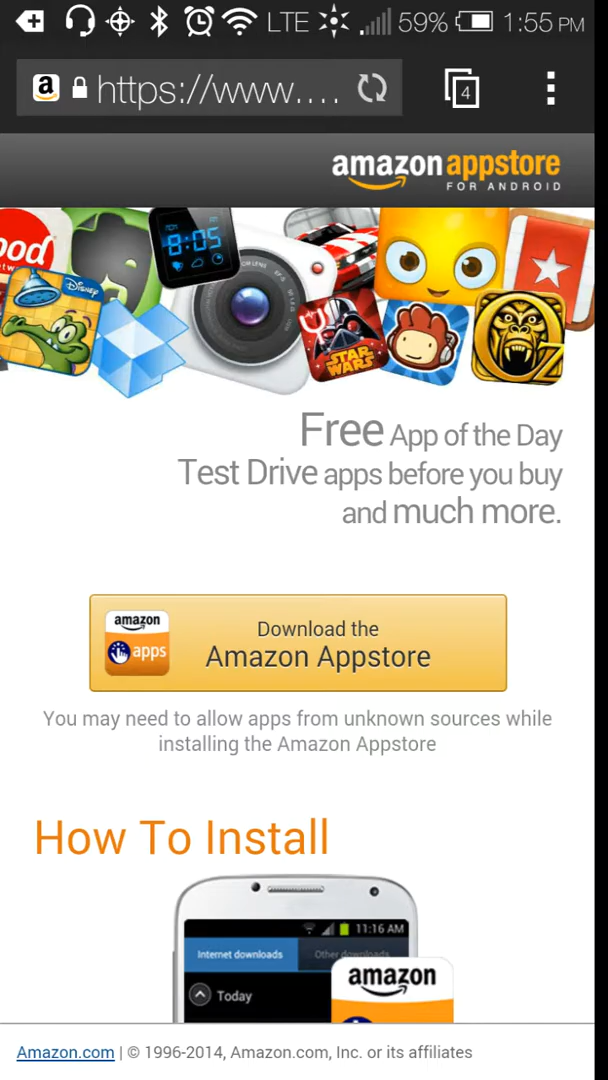 LTE 59% 1:55 PM
a https://www.... 4
amazon appstore
FOR ANDROID
ood
8:05
Disney
STAR
WARS
Oz
Free App of the Day
Test Drive apps before you buy
and much more.
amazon
apps
Download the
Amazon Appstore
You may need to allow apps from unknown sources while
installing the Amazon Appstore
How To Install
11:16 AM
Internet downloads Other downloads
Today
amazon
Amazon.com | © 1996-2014, Amazon.com, Inc. or its affiliates